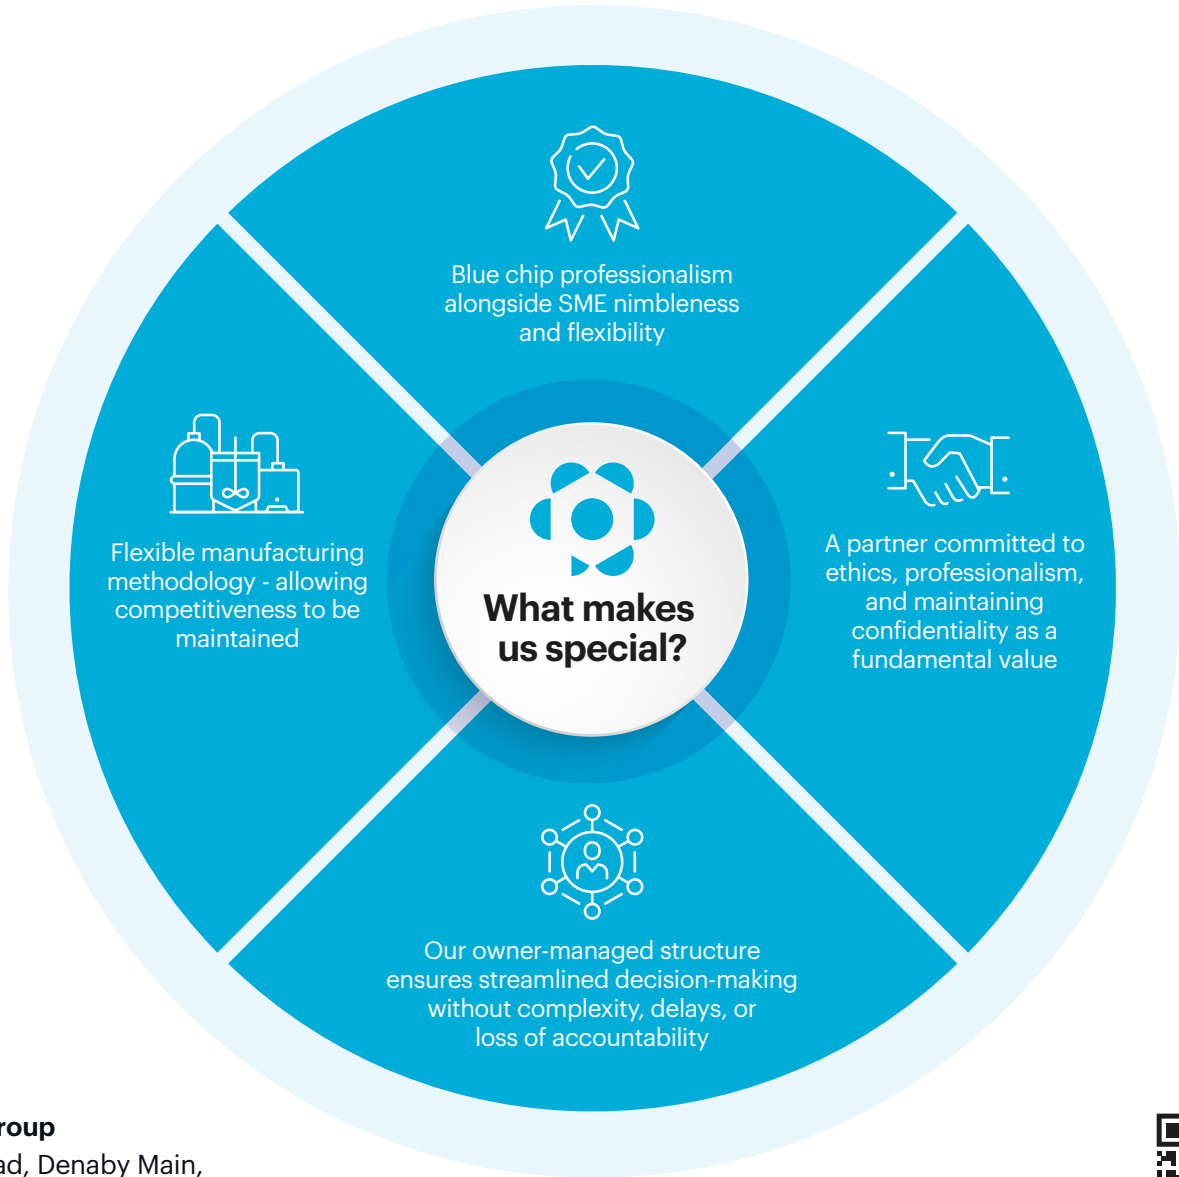 Blue chip professionalism
alongside SME nimbleness
and flexibility
Flexible manufacturing
methodology - allowing
competitiveness to be
maintained
What makes
us special?
A partner committed to
ethics, professionalism,
and maintaining
confidentiality as a
fundamental value
Our owner-managed structure
ensures streamlined decision-making
without complexity, delays, or
loss of accountability
Denaby Main,